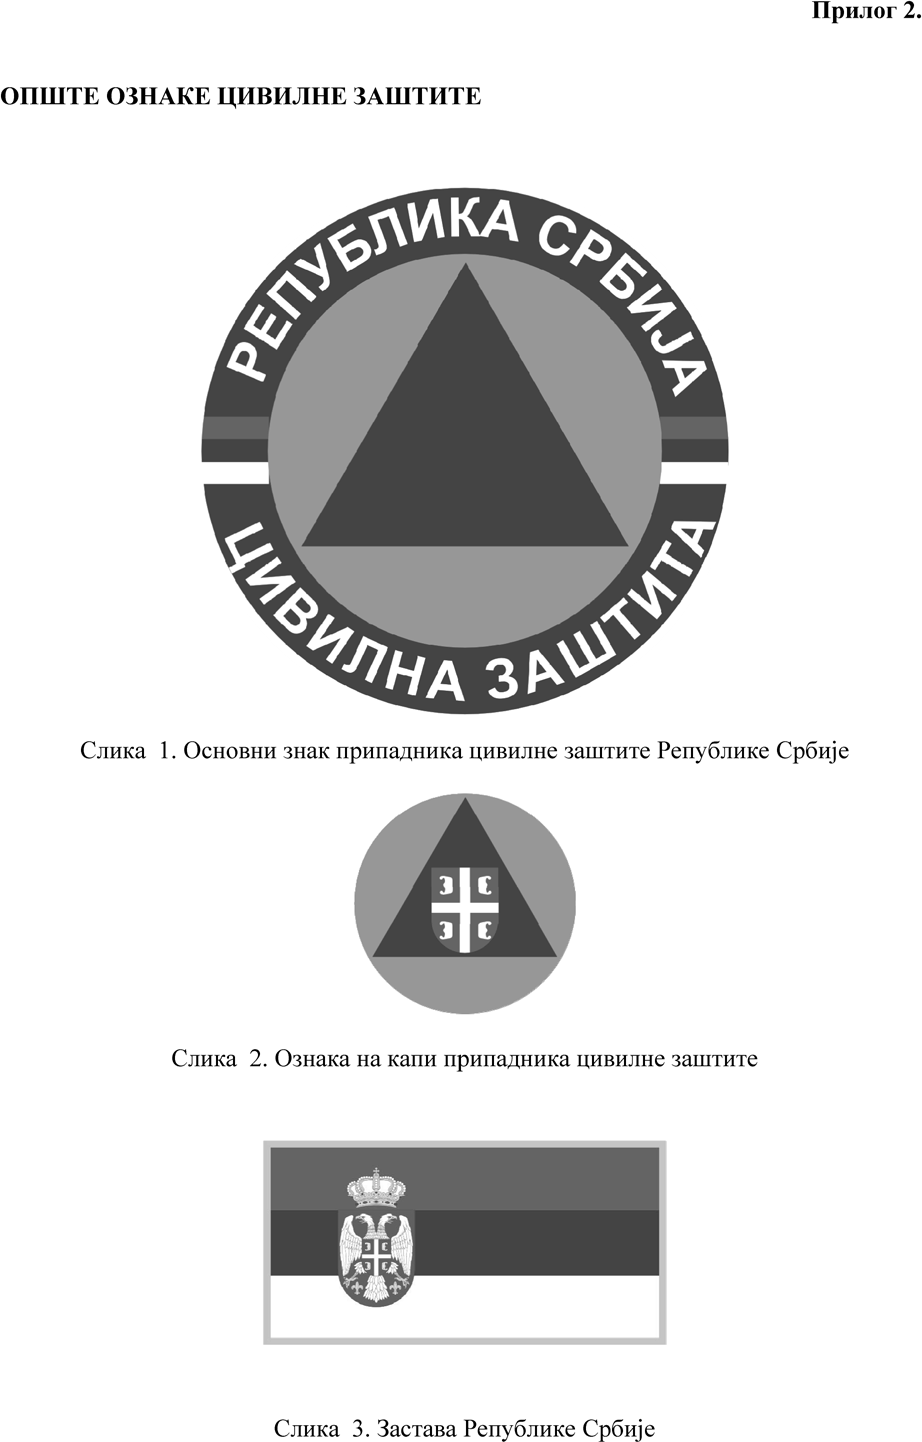 Прилог 2.
ОПШТЕ ОЗНАКЕ ЦИВИЛНЕ ЗАШТИТЕ
РЕПУБЛИКА СРБИЈА
ЦИВИЛНА ЗАШТИТА
Слика 1. Основни знак припадника цивилне заштите Републике Србије
Слика 2. Ознака на капи припадника цивилне заштите
Слика 3. Застава Републике Србије